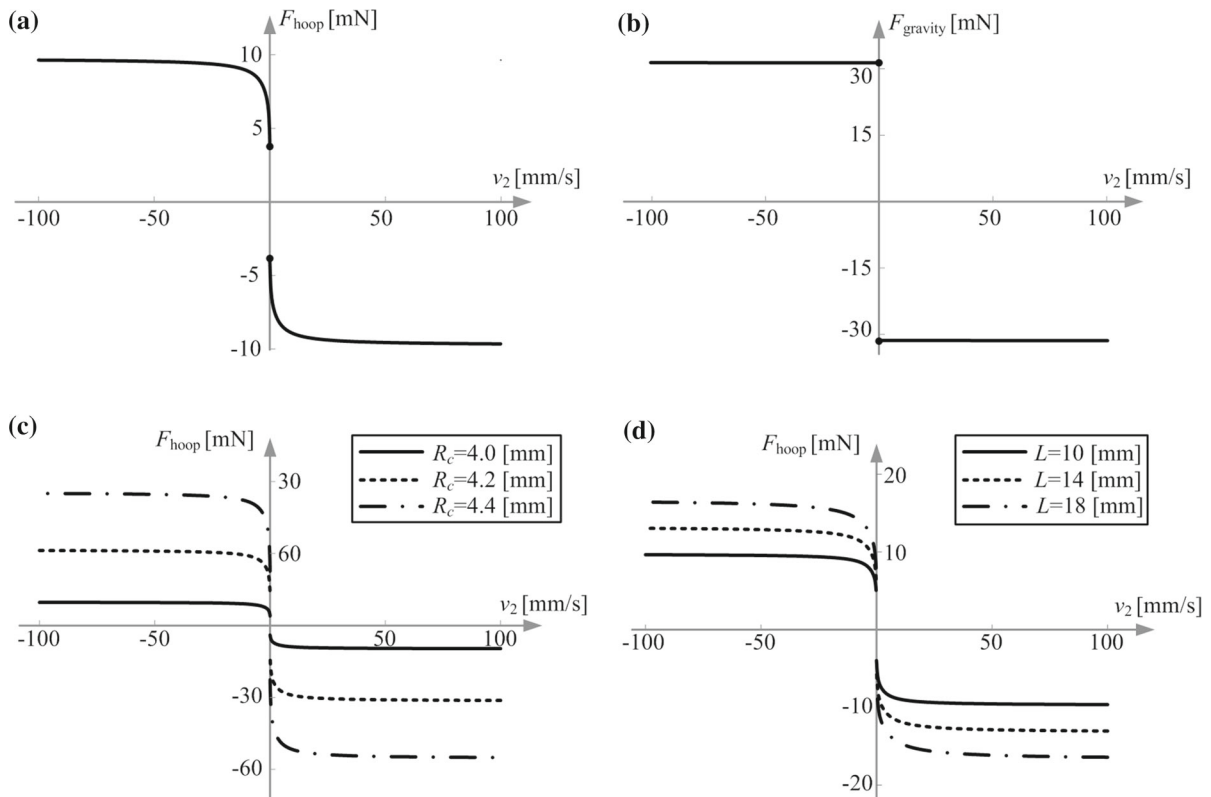 (a)
F_hoop [mN]
10
5
v_2 [mm/s]
-100 -50 50 100
-5
-10
(b)
F_gravity [mN]
30
15
v_2 [mm/s]
-100 -50 50 100
-15
-30
(c)
F_hoop [mN]
R_c=4.0 [mm]
R_c=4.2 [mm]
R_c=4.4 [mm]
30
60
v_2 [mm/s]
-100 -50 50 100
-30
-60
(d)
F_hoop [mN]
L=10 [mm]
L=14 [mm]
L=18 [mm]
20
10
v_2 [mm/s]
-100 -50 50 100
-10
-20